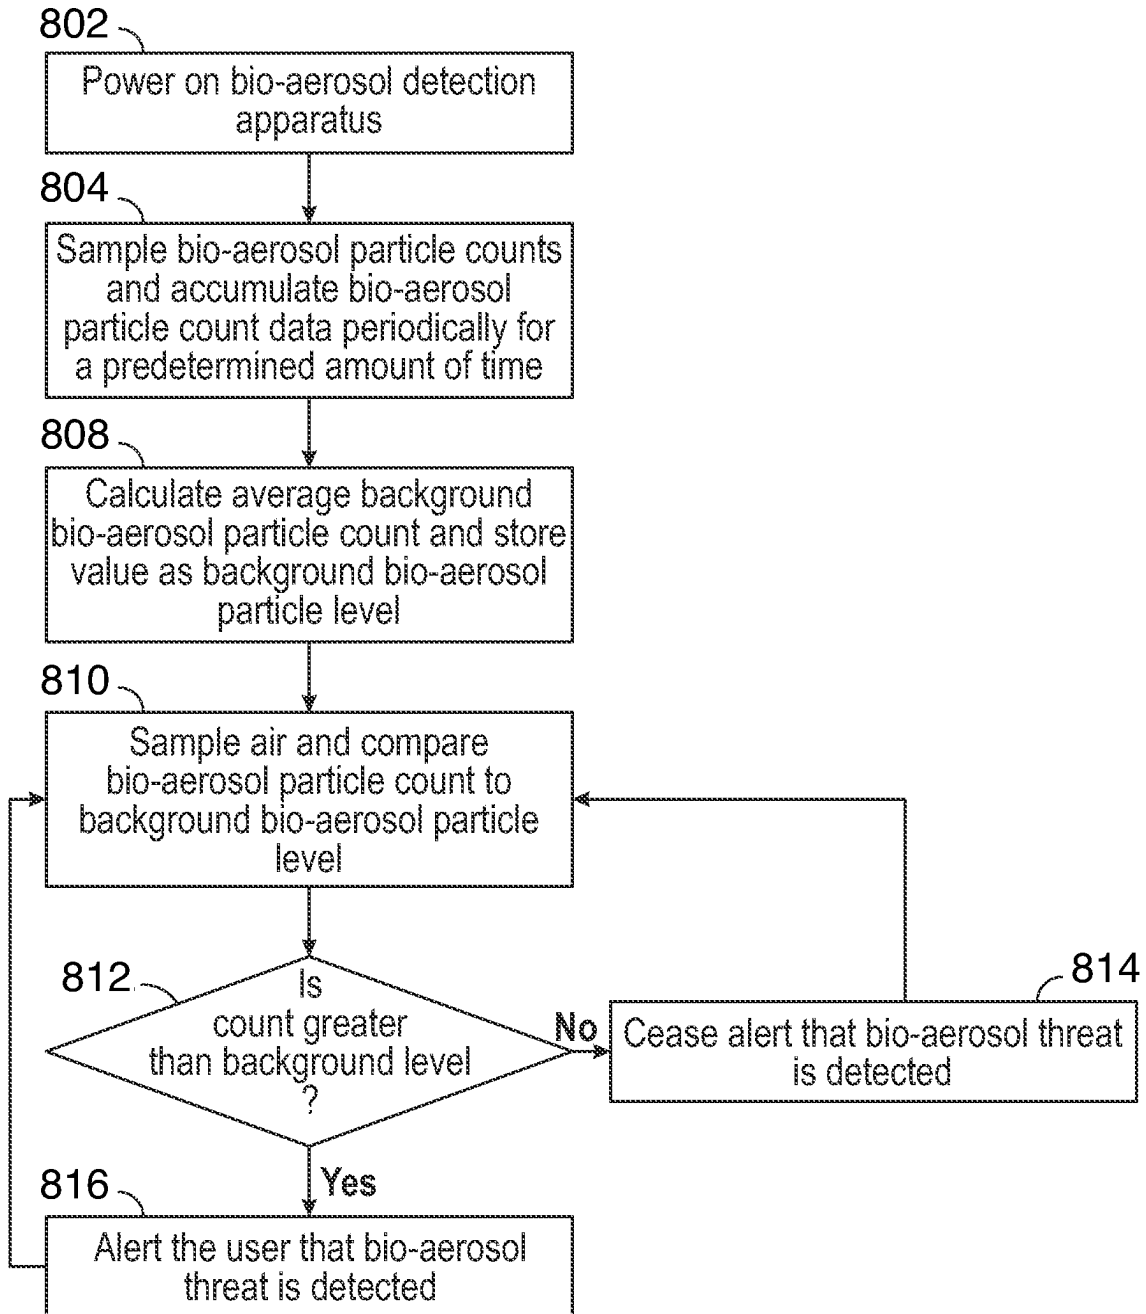 802
Power on bio-aerosol detection
apparatus
804
Sample bio-aerosol particle counts
and accumulate bio-aerosol
particle count data periodically for
a predetermined amount of time
808
Calculate average background
bio-aerosol particle count and store
value as background bio-aerosol
particle level
810
Sample air and compare
bio-aerosol particle count to
background bio-aerosol particle
level
812
Is
count greater
than background level
?
No
814
Cease alert that bio-aerosol threat
is detected
Yes
816
Alert the user that bio-aerosol
threat is detected